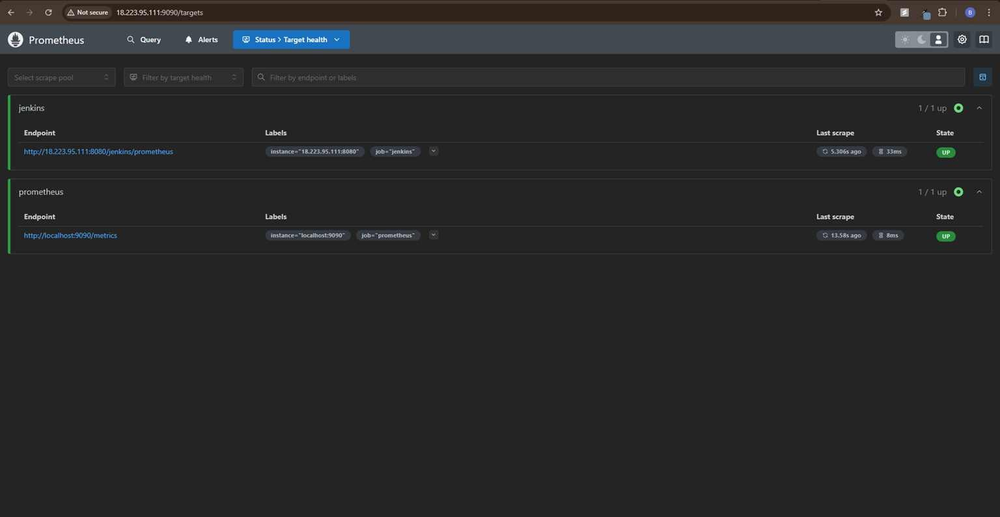 Not secure 18.223.95.111:9090/targets B
Prometheus Query Alerts Status > Target health
Select scrape pool Filter by target health Filter by endpoint or labels
jenkins 1 / 1 up
Endpoint Labels Last scrape State
http://18.223.95.111:8080/jenkins/prometheus instance="18.223.95.111:8080" job="jenkins" 5.306s ago 33ms UP
prometheus 1 / 1 up
Endpoint Labels Last scrape State
http://localhost:9090/metrics instance="localhost:9090" job="prometheus" 13.58s ago 8ms UP